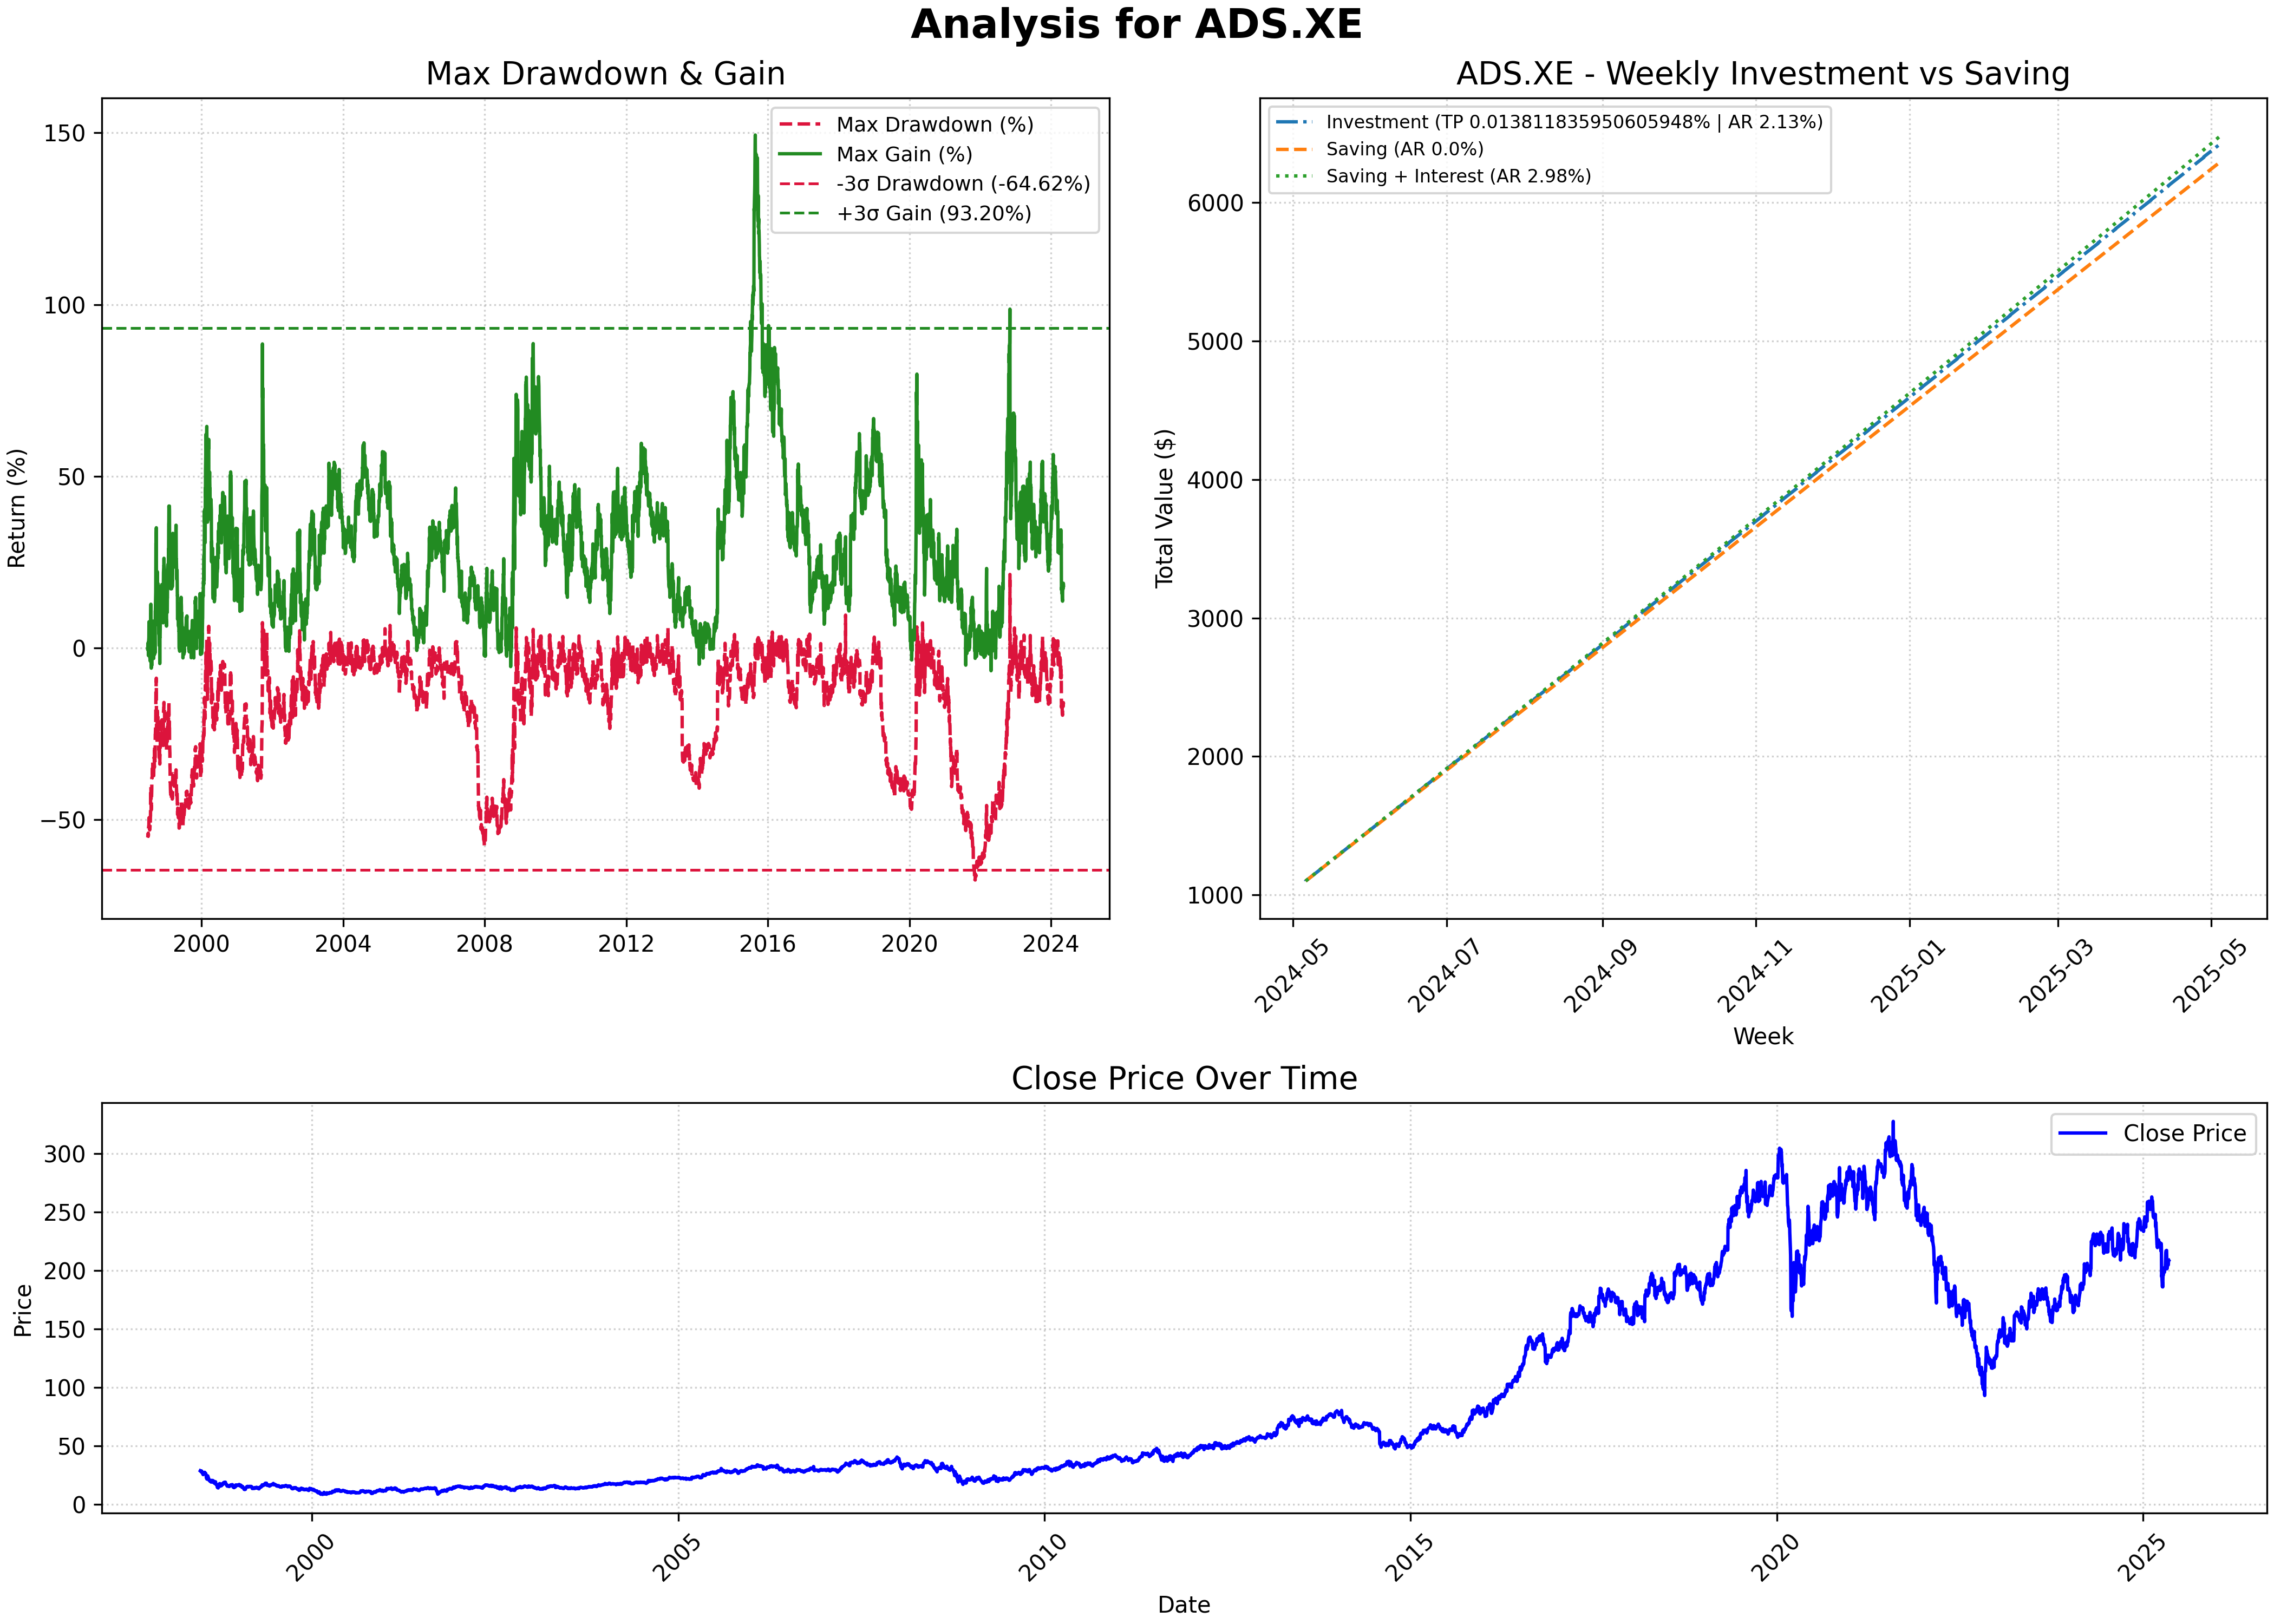 Analysis for ADS.XE
Max Drawdown & Gain
Return (%)
150
100
50
0
−50
2000
2004
2008
2012
2016
2020
2024
Max Drawdown (%)
Max Gain (%)
-3σ Drawdown (-64.62%)
+3σ Gain (93.20%)
ADS.XE - Weekly Investment vs Saving
Total Value ($)
6000
5000
4000
3000
2000
1000
Investment (TP 0.013811835950605948% | AR 2.13%)
Saving (AR 0.0%)
Saving + Interest (AR 2.98%)
2024-05
2024-07
2024-09
2024-11
2025-01
2025-03
2025-05
Week
Close Price Over Time
Price
300
250
200
150
100
50
0
Close Price
2000
2005
2010
2015
2020
2025
Date